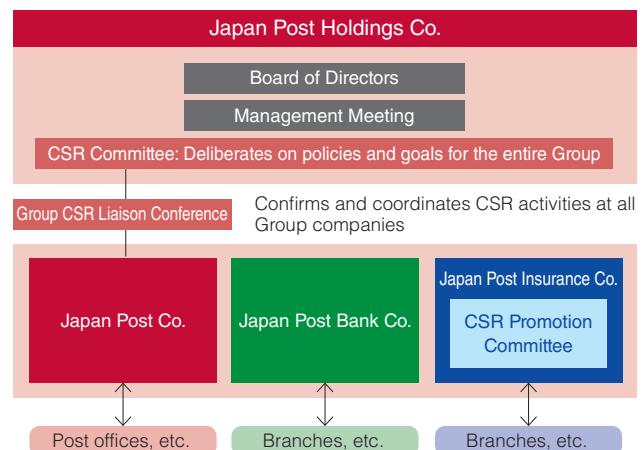 Japan Post Holdings Co.
Board of Directors
Management Meeting
CSR Committee: Deliberates on policies and goals for the entire Group
Group CSR Liaison Conference
Confirms and coordinates CSR activities at all
Group companies
Japan Post Co.
Japan Post Bank Co.
Japan Post Insurance Co.
CSR Promotion
Committee
Post offices, etc.
Branches, etc.
Branches, etc.